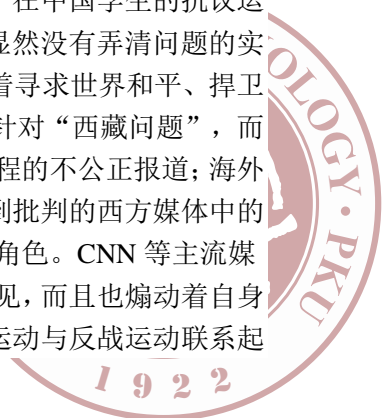 在中国学生的抗议运
显然没有弄清问题的实
着寻求世界和平、捍卫
针对“西藏问题”，而
程的不公正报道；海外
到批判的西方媒体中的
角色。CNN 等主流媒
见，而且也煽动着自身
运动与反战运动联系起
OLOGY · PKU
1922